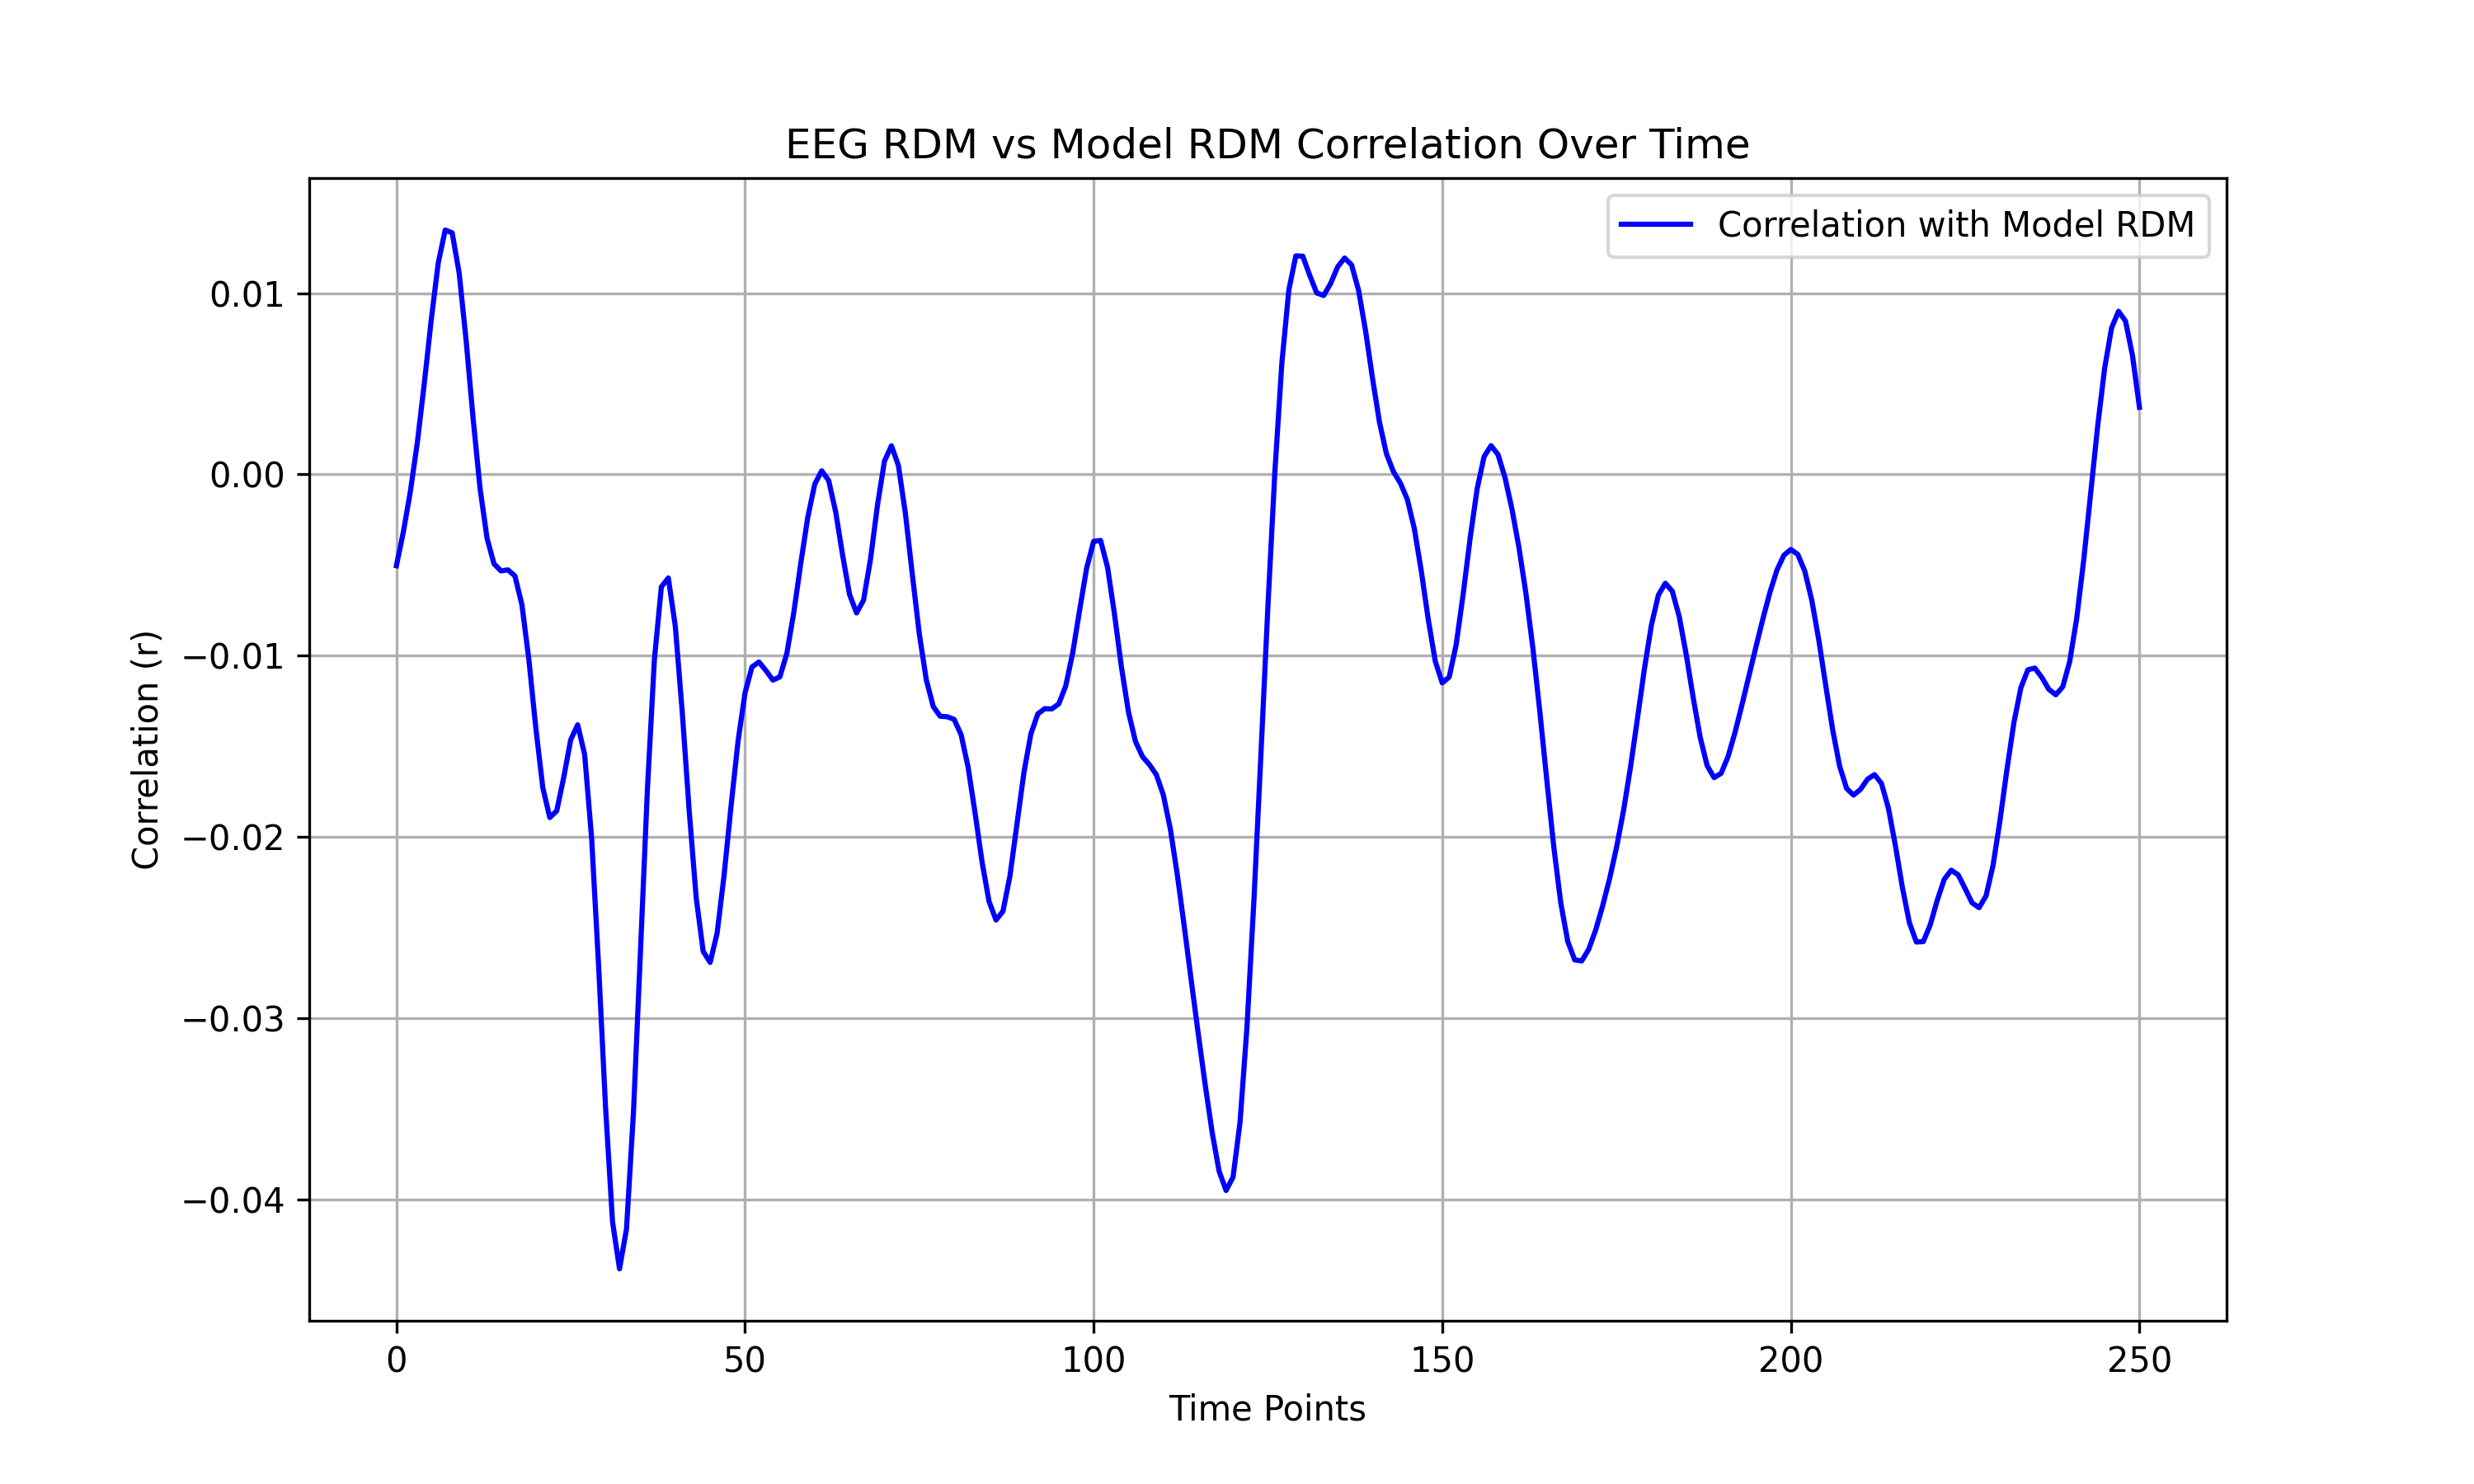 EEG RDM vs Model RDM Correlation Over Time
Correlation with Model RDM
Correlation (r)
0.01
0.00
−0.01
−0.02
−0.03
−0.04
0 50 100 150 200 250
Time Points